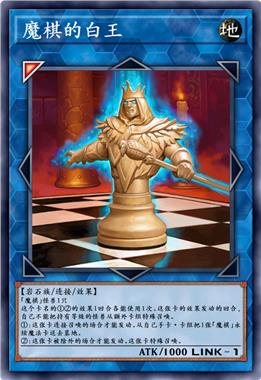 魔棋的白王
地
【岩石族/连接/效果】
「魔棋」怪兽1只
这个卡名的①②的效果1回合各能使用1次，这张卡的效果发动的回合，
自己不能把持有等级的怪兽从额外卡组特殊召唤。
①：这张卡连接召唤的场合才能发动。从自己手卡·卡组把1张「魔棋」永
续魔法卡送去墓地。
②：这张卡被除外的场合才能发动。这张卡特殊召唤。
ATK/1000 LINK-1